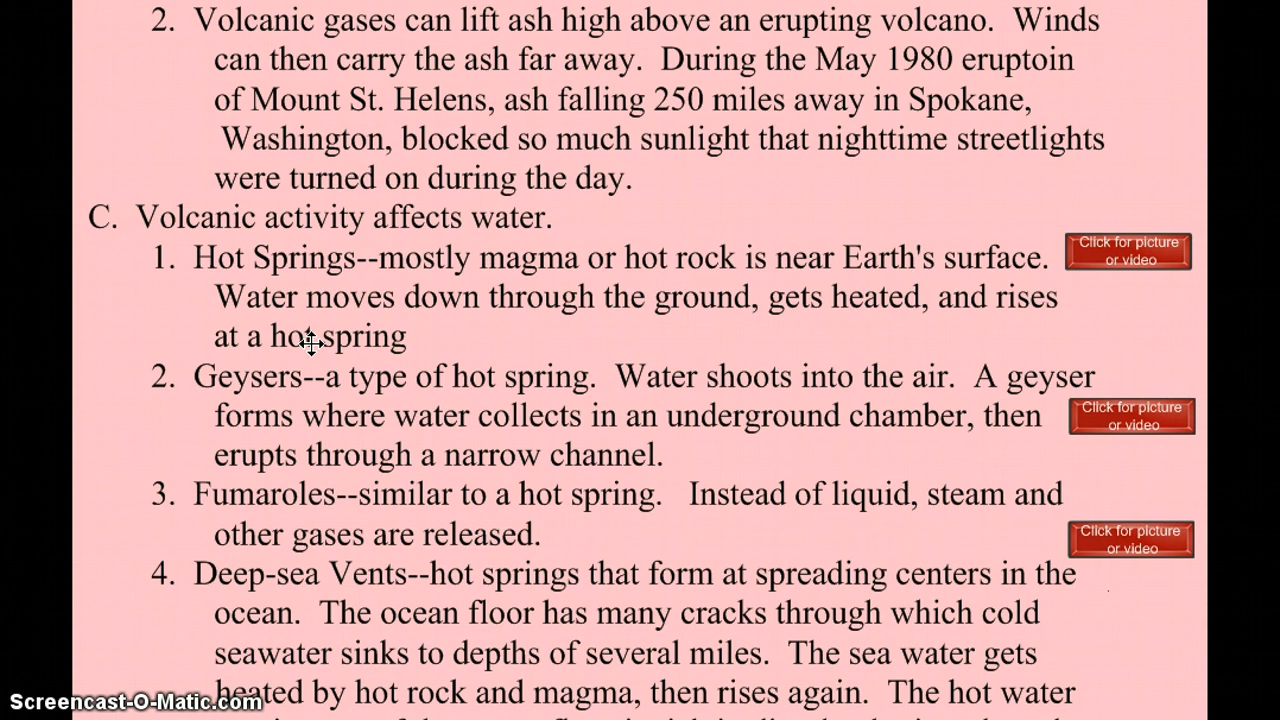 2. Volcanic gases can lift ash high above an erupting volcano. Winds
can then carry the ash far away. During the May 1980 eruptoin
of Mount St. Helens, ash falling 250 miles away in Spokane,
Washington, blocked so much sunlight that nighttime streetlights
were turned on during the day.
C. Volcanic activity affects water.
1. Hot Springs--mostly magma or hot rock is near Earth's surface.
Click for picture
or video
Water moves down through the ground, gets heated, and rises
at a hot spring
2. Geysers--a type of hot spring. Water shoots into the air. A geyser
forms where water collects in an underground chamber, then
Click for picture
or video
erupts through a narrow channel.
3. Fumaroles--similar to a hot spring. Instead of liquid, steam and
other gases are released.
Click for picture
or video
4. Deep-sea Vents--hot springs that form at spreading centers in the
ocean. The ocean floor has many cracks through which cold
seawater sinks to depths of several miles. The sea water gets
heated by hot rock and magma, then rises again. The hot water
Screencast-O-Matic.com